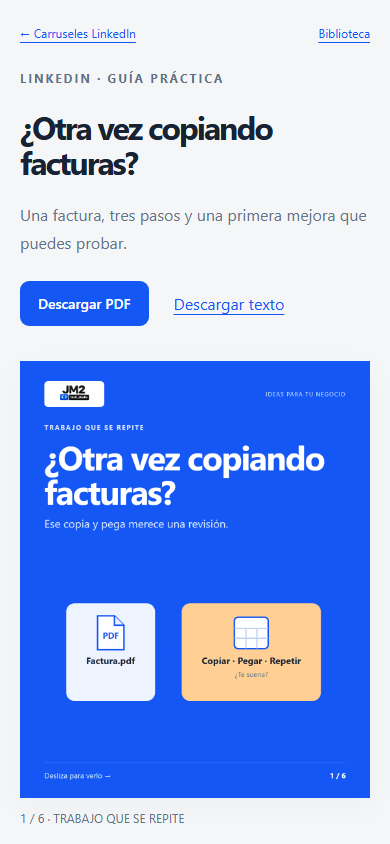 ← Carruseles LinkedIn
Biblioteca
LINKEDIN · GUÍA PRÁCTICA
¿Otra vez copiando
facturas?
Una factura, tres pasos y una primera mejora que
puedes probar.
Descargar PDF
Descargar texto
JM2
IDEAS PARA TU NEGOCIO
TRABAJO QUE SE REPITE
¿Otra vez copiando
facturas?
Ese copia y pega merece una revisión.
PDF
Factura.pdf
Copiar · Pegar · Repetir
¿Te suena?
Desliza para verlo →
1 / 6
1 / 6 · TRABAJO QUE SE REPITE